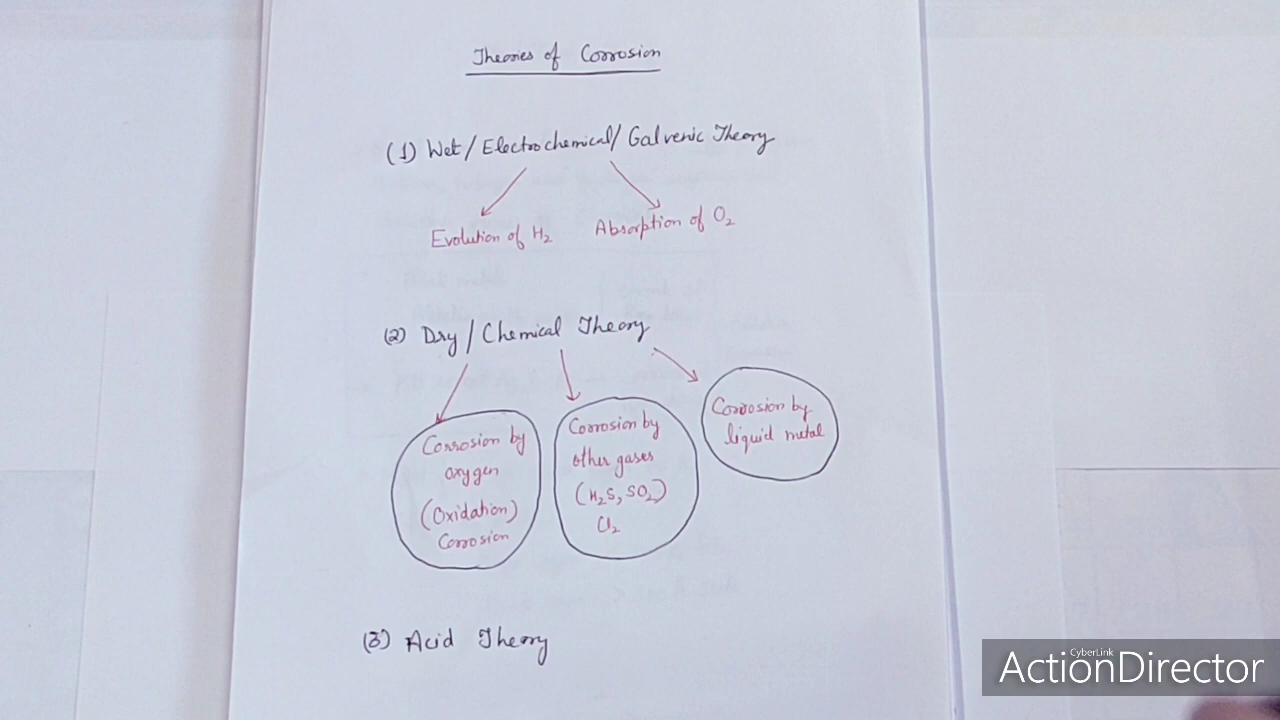 Theories of Corrosion
(1) Wet/Electrochemical/Galvenic Theory
Evolution of H₂
Absorption of O₂
(2) Dry/Chemical Theory
Corrosion by
oxygen
(Oxidation)
Corrosion
Corrosion by
other gases
(H₂S, SO₂)
Cl₂
Corrosion by
liquid metal
(3) Acid Theory
CyberLink
ActionDirector